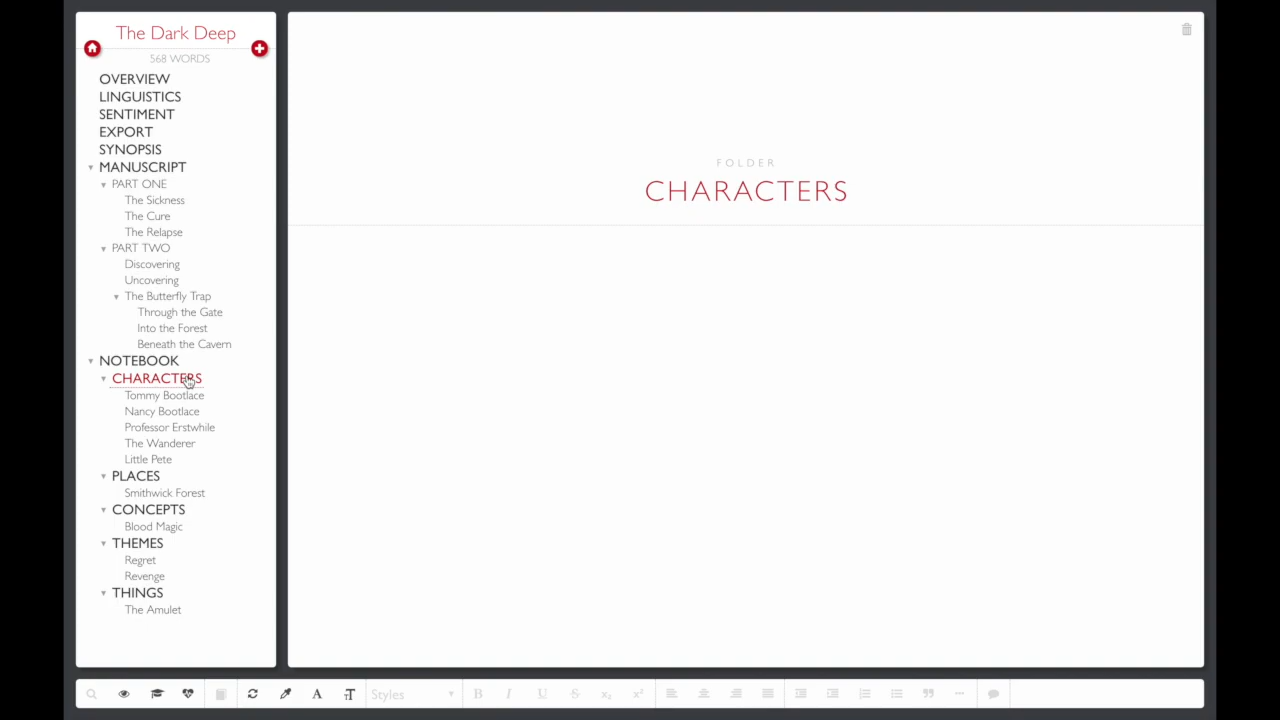 The Dark Deep
568 WORDS
OVERVIEW
LINGUISTICS
SENTIMENT
EXPORT
SYNOPSIS
MANUSCRIPT
PART ONE
The Sickness
The Cure
The Relapse
PART TWO
Discovering
Uncovering
The Butterfly Trap
Through the Gate
Into the Forest
Beneath the Cavern
NOTEBOOK
CHARACTERS
Tommy Bootlace
Nancy Bootlace
Professor Erstwhile
The Wanderer
Little Pete
PLACES
Smithwick Forest
CONCEPTS
Blood Magic
THEMES
Regret
Revenge
THINGS
The Amulet
FOLDER
CHARACTERS
Styles